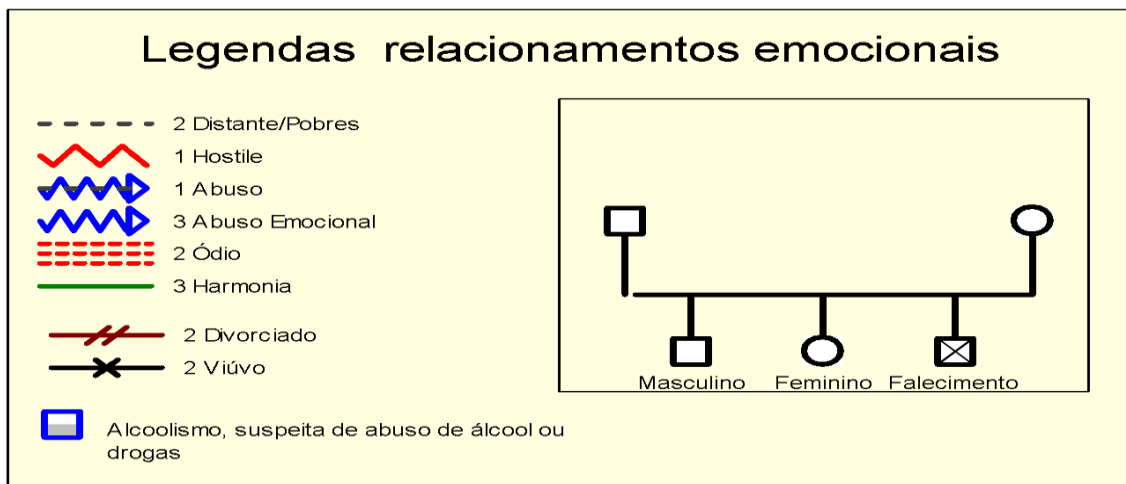 Legendas relacionamentos emocionais
2 Distante/Pobres
1 Hostile
1 Abuso
3 Abuso Emocional
2 Ódio
3 Harmonia
2 Divorciado
2 Viúvo
Alcoolismo, suspeita de abuso de álcool ou
drogas
Masculino Feminino Falecimento